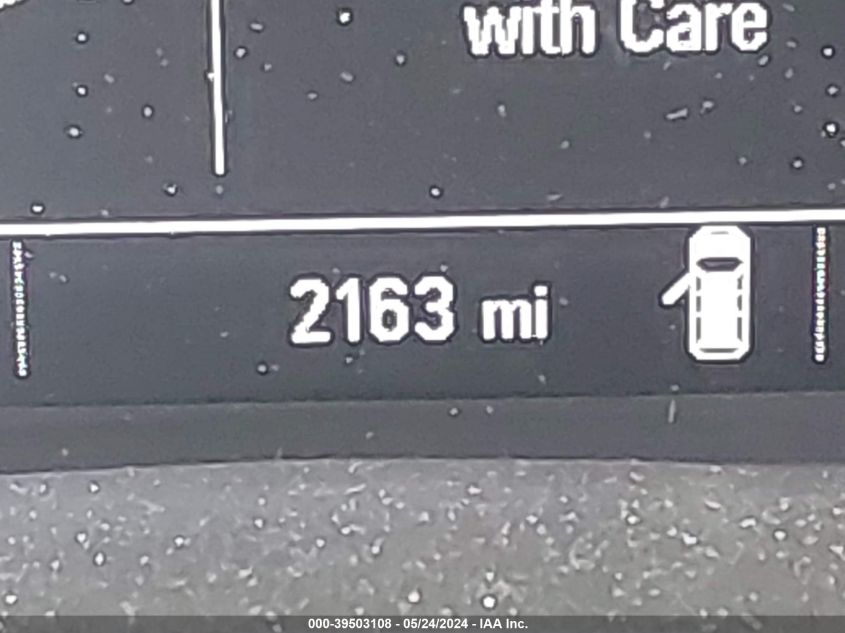 with Care
2163 mi
000-39503108 - 05/24/2024 - IAA Inc.